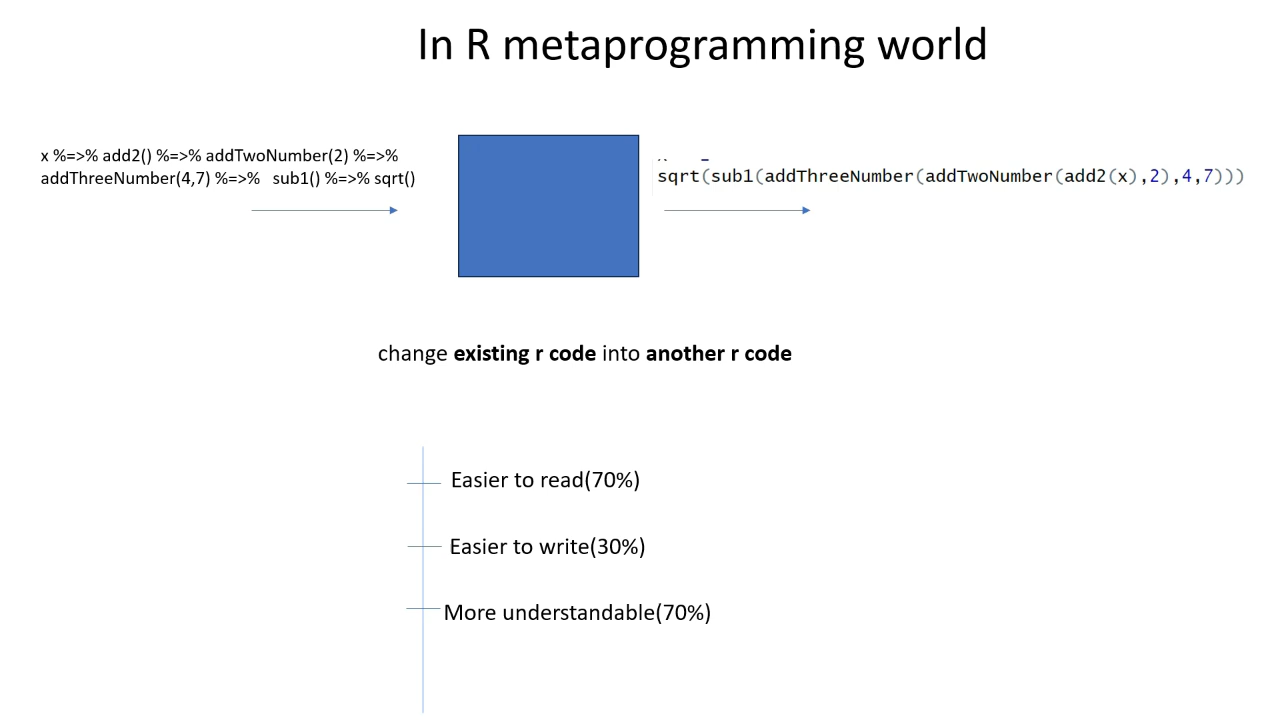 In R metaprogramming world
x %=>% add2() %=>% addTwoNumber(2) %=>%
addThreeNumber(4,7) %=>% sub1() %=>% sqrt()
sqrt(sub1(addThreeNumber(addTwoNumber(add2(x),2),4,7)))
change existing r code into another r code
Easier to read(70%)
Easier to write(30%)
More understandable(70%)